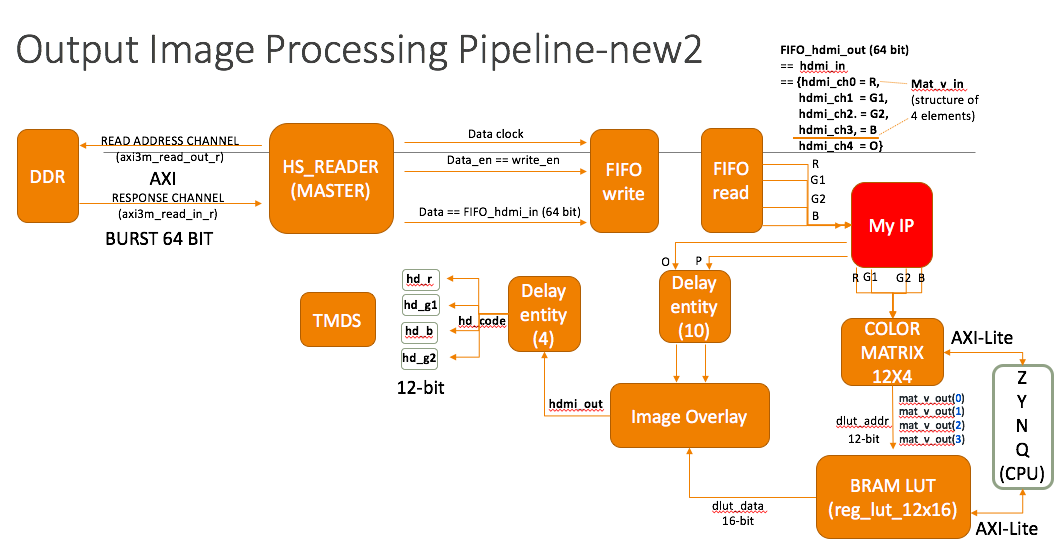 Output Image Processing Pipeline-new2
FIFO_hdmi_out (64 bit)
== hdmi_in
== {hdmi_ch0 = R,
hdmi_ch1 = G1,
hdmi_ch2. = G2,
hdmi_ch3, = B
hdmi_ch4 = O}
Mat_v_in
(structure of
4 elements)
DDR
READ ADDRESS CHANNEL
(axi3m_read_out_r)
AXI
RESPONSE CHANNEL
(axi3m_read_in_r)
BURST 64 BIT
HS_READER
(MASTER)
Data clock
Data_en == write_en
Data == FIFO_hdmi_in (64 bit)
FIFO
write
FIFO
read
R
G1
G2
B
My IP
O
P
R
G1
G2
B
TMDS
hd_r
hd_g1
hd_b
hd_g2
12-bit
hd_code
Delay
entity
(4)
Delay
entity
(10)
COLOR
MATRIX
12X4
AXI-Lite
Z
Y
N
Q
(CPU)
hdmi_out
Image Overlay
dlut_addr
12-bit
mat_v_out(0)
mat_v_out(1)
mat_v_out(2)
mat_v_out(3)
dlut_data
16-bit
BRAM LUT
(reg_lut_12x16)
AXI-Lite